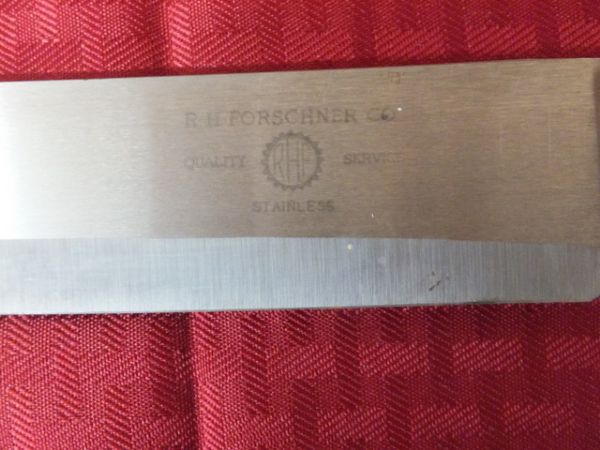 R H FORSCHNER CO
QUALITY RHF SERVICE
STAINLESS